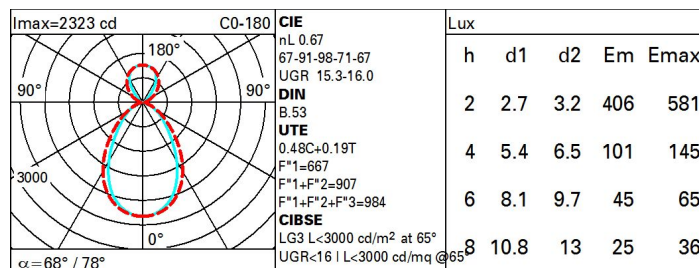 Imax=2323 cd C0-180
180°
90° 90°
3000
0°
α=68° / 78°
CIE
nL 0.67
67-91-98-71-67
UGR 15.3-16.0
DIN
B.53
UTE
0.48C+0.19T
F"1=667
F"1+F"2=907
F"1+F"2+F"3=984
CIBSE
LG3 L<3000 cd/m² at 65°
UGR<16 | L<3000 cd/mq @65°
Lux
h d1 d2 Em Emax
2 2.7 3.2 406 581
4 5.4 6.5 101 145
6 8.1 9.7 45 65
8 10.8 13 25 36